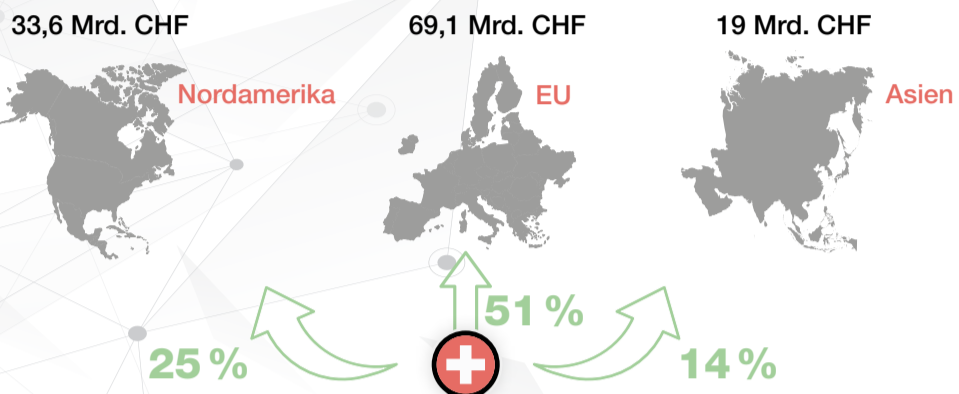 33,6 Mrd. CHF
69,1 Mrd. CHF
19 Mrd. CHF
Nordamerika
EU
Asien
51 %
25 %
14 %